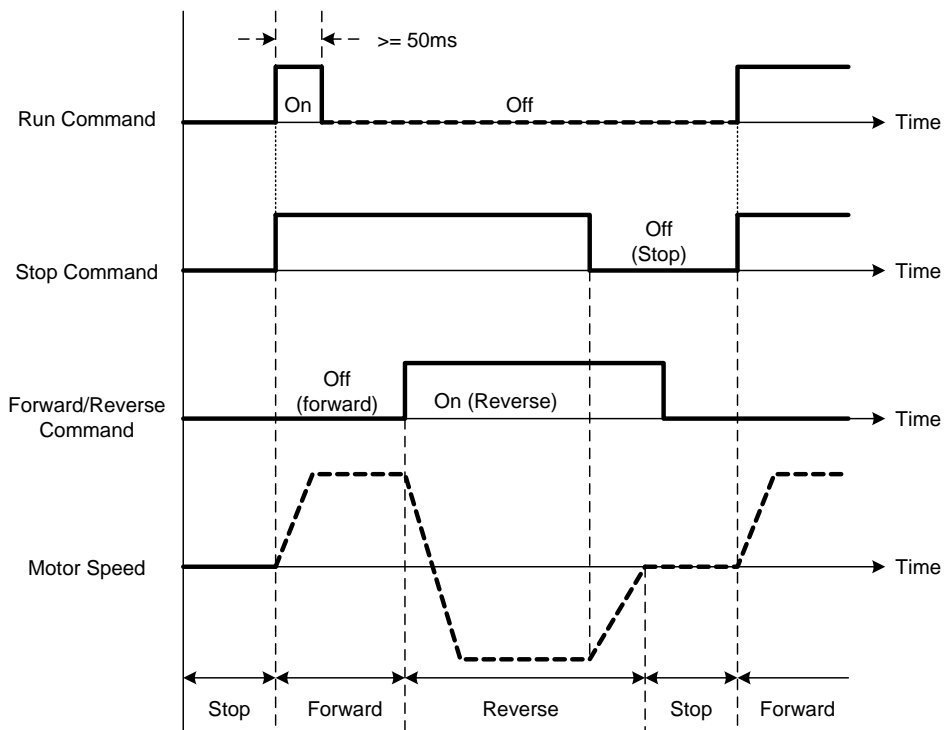 >= 50ms
Run Command
On
Off
Time
Stop Command
Off
(Stop)
Time
Forward/Reverse
Command
Off
(forward)
On (Reverse)
Time
Motor Speed
Time
Stop
Forward
Reverse
Stop
Forward